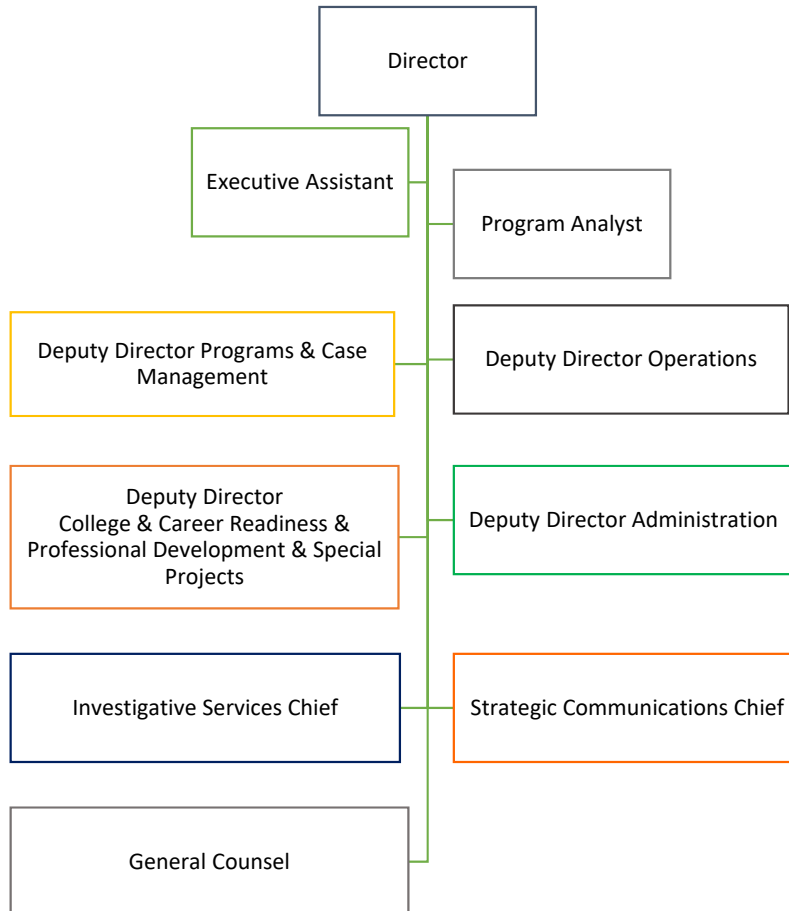 Director
Executive Assistant
Program Analyst
Deputy Director Programs & Case
Management
Deputy Director Operations
Deputy Director
College & Career Readiness &
Professional Development & Special
Projects
Deputy Director Administration
Investigative Services Chief
Strategic Communications Chief
General Counsel